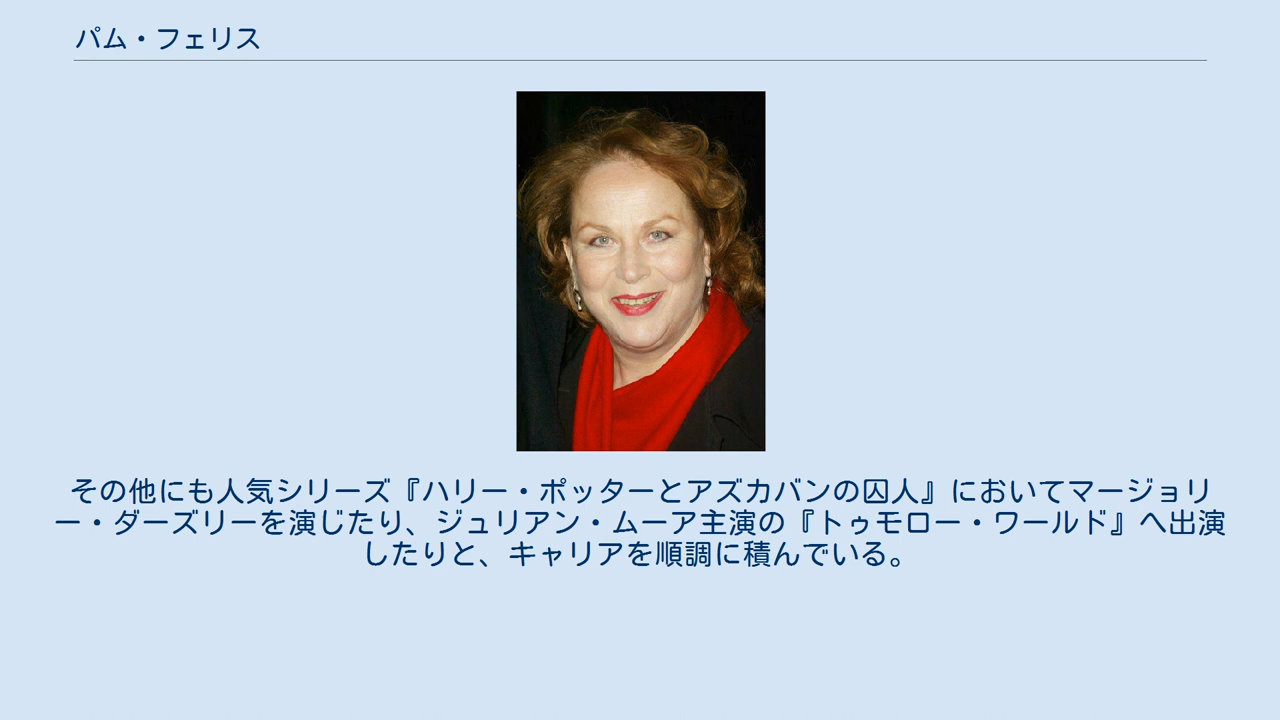 パム・フェリス
その他にも人気シリーズ『ハリー・ポッターとアズカバンの囚人』においてマージョリ
ー・ダーズリーを演じたり、ジュリアン・ムーア主演の『トゥモロー・ワールド』へ出演
したりと、キャリアを順調に積んでいる。